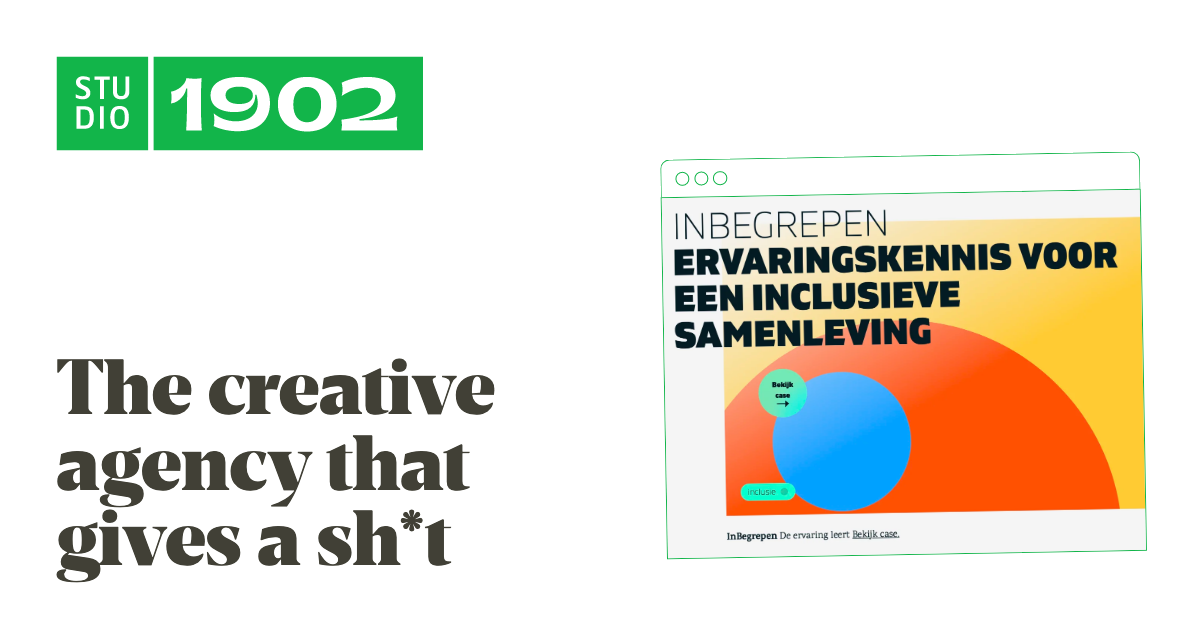 STU
DIO
1902
The creative
agency that
gives a sh*t
INBEGREPEN
ERVARINGSKENNIS VOOR
EEN INCLUSIEVE
SAMENLEVING
Bekijk
case
→
inclusie
InBegrepen De ervaring leert Bekijk case.